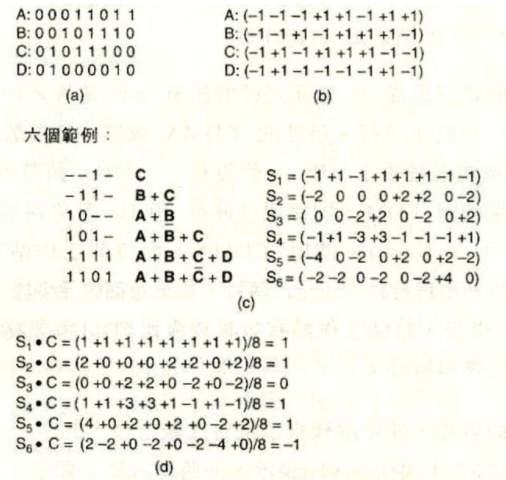 A: 0 0 0 1 1 0 1 1
B: 0 0 1 0 1 1 1 0
C: 0 1 0 1 1 1 0 0
D: 0 1 0 0 0 0 1 0
(a)
A: (–1 –1 –1 +1 +1 –1 +1 +1)
B: (–1 –1 +1 –1 +1 +1 +1 –1)
C: (–1 +1 –1 +1 +1 +1 –1 –1)
D: (–1 +1 –1 –1 –1 –1 +1 –1)
(b)
六個範例：
– – 1 – C S₁ = (–1 +1 –1 +1 +1 +1 –1 –1)
– 1 1 – B + C S₂ = (–2 0 0 0 +2 +2 0 –2)
1 0 – – A + B̅ S₃ = ( 0 0 –2 +2 0 –2 0 +2)
1 0 1 – A + B̅ + C S₄ = (–1 +1 –3 +3 +1 –1 –1 +1)
1 1 1 1 A + B + C + D S₅ = (–4 0 –2 0 +2 0 +2 –2)
1 1 0 1 A + B + C̅ + D S₆ = (–2 –2 0 –2 0 –2 +4 0)
(c)
S₁ • C = (1 +1 +1 +1 +1 +1 +1 +1)/8 = 1
S₂ • C = (2 +0 +0 +0 +2 +2 +0 +2)/8 = 1
S₃ • C = (0 +0 +2 +2 +0 –2 +0 –2)/8 = 0
S₄ • C = (1 +1 +3 +3 +1 –1 +1 –1)/8 = 1
S₅ • C = (4 +0 +2 +0 +2 +0 –2 +2)/8 = 1
S₆ • C = (2 –2 +0 –2 +0 –2 –4 +0)/8 = –1
(d)